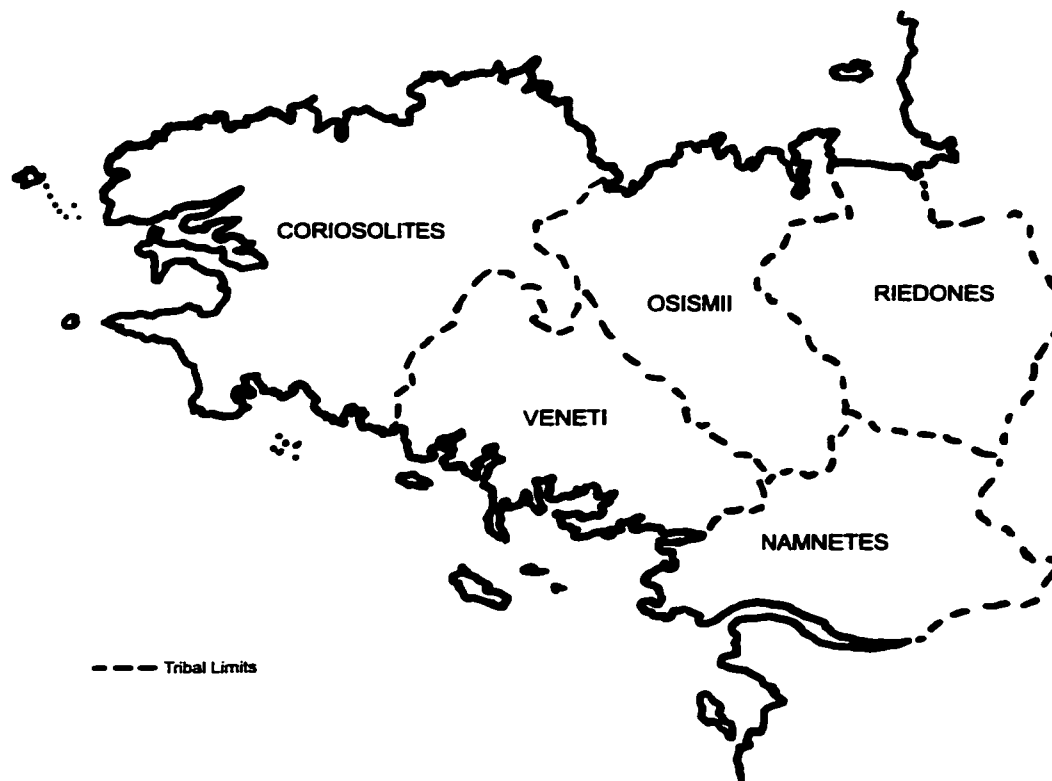 CORIOSOLITES
OSISMII
RIEDONES
VENETI
NAMNETES
Tribal Limits